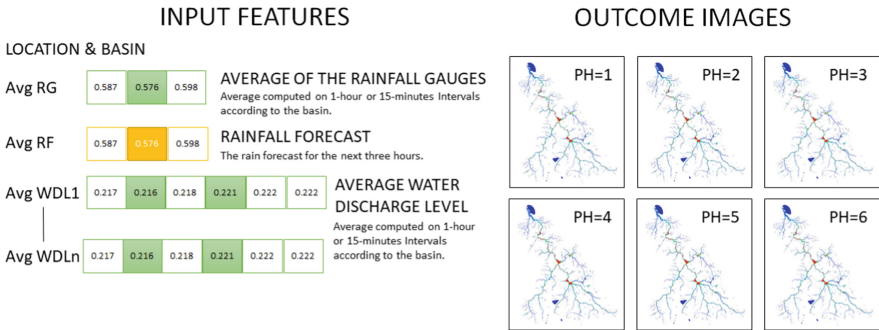 INPUT FEATURES
LOCATION & BASIN
Avg RG 0.587 0.576 0.598
AVERAGE OF THE RAINFALL GAUGES
Average computed on 1-hour or 15-minutes Intervals
according to the basin.
Avg RF 0.587 0.576 0.598
RAINFALL FORECAST
The rain forecast for the next three hours.
Avg WDL1 0.217 0.216 0.218 0.221 0.222 0.222
AVERAGE WATER
DISCHARGE LEVEL
Average computed on 1-hour
or 15-minutes Intervals
according to the basin.
Avg WDLn 0.217 0.216 0.218 0.221 0.222 0.222
OUTCOME IMAGES
PH=1 PH=2 PH=3
PH=4 PH=5 PH=6